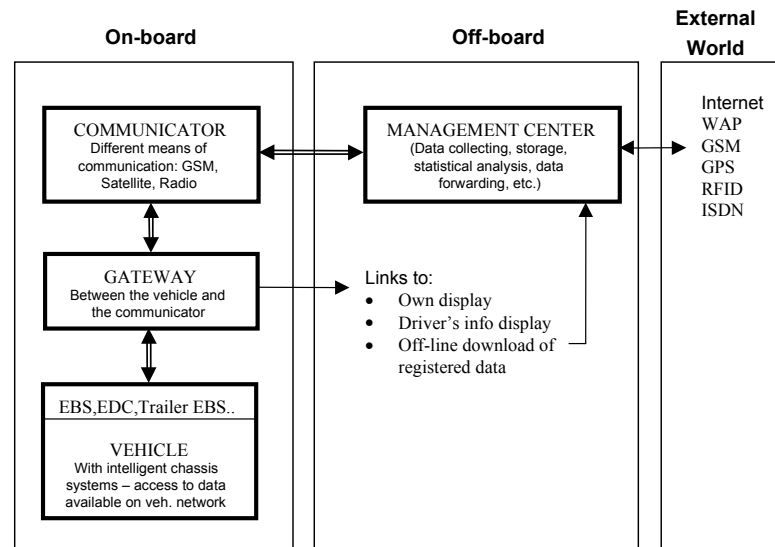 On-board
Off-board
External
World
COMMUNICATOR
Different means of
communication: GSM,
Satellite, Radio
MANAGEMENT CENTER
(Data collecting, storage,
statistical analysis, data
forwarding, etc.)
Internet
WAP
GSM
GPS
RFID
ISDN
GATEWAY
Between the vehicle and
the communicator
Links to:
• Own display
• Driver's info display
• Off-line download of
registered data
EBS,EDC,Trailer EBS..
VEHICLE
With intelligent chassis
systems – access to data
available on veh. network